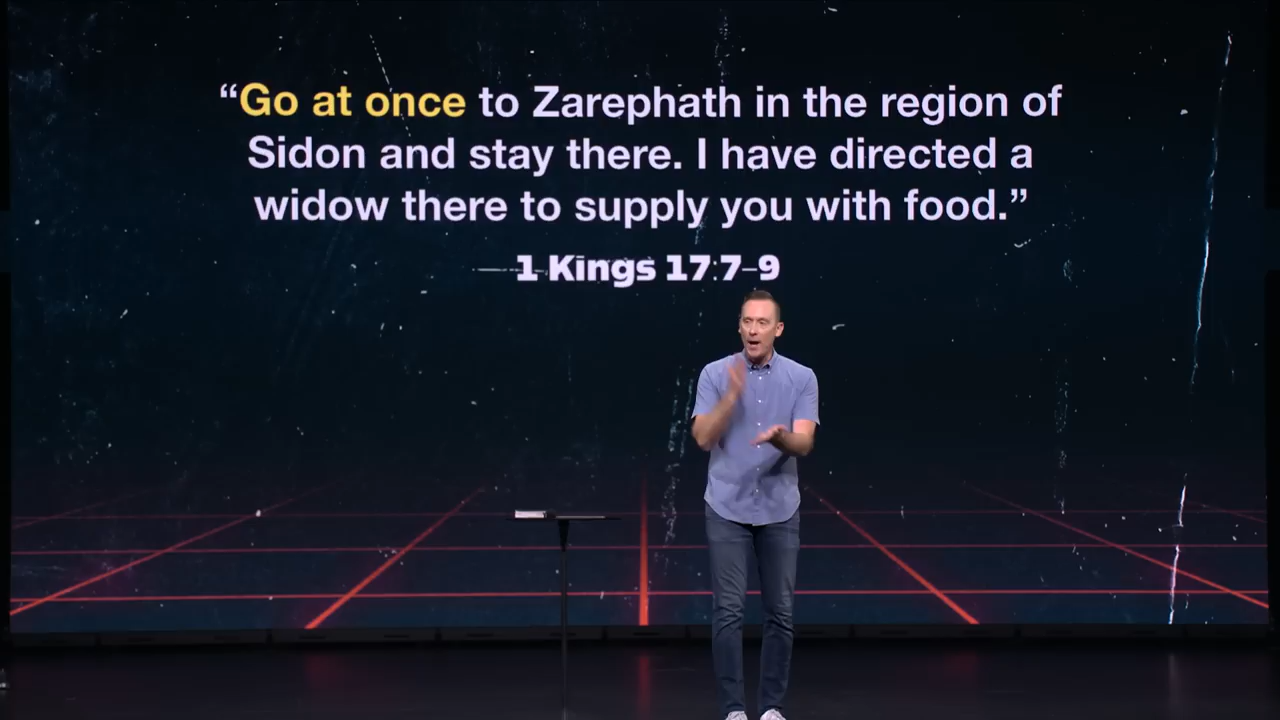 “Go at once to Zarephath in the region of
Sidon and stay there. I have directed a
widow there to supply you with food.”
1 Kings 17:7–9